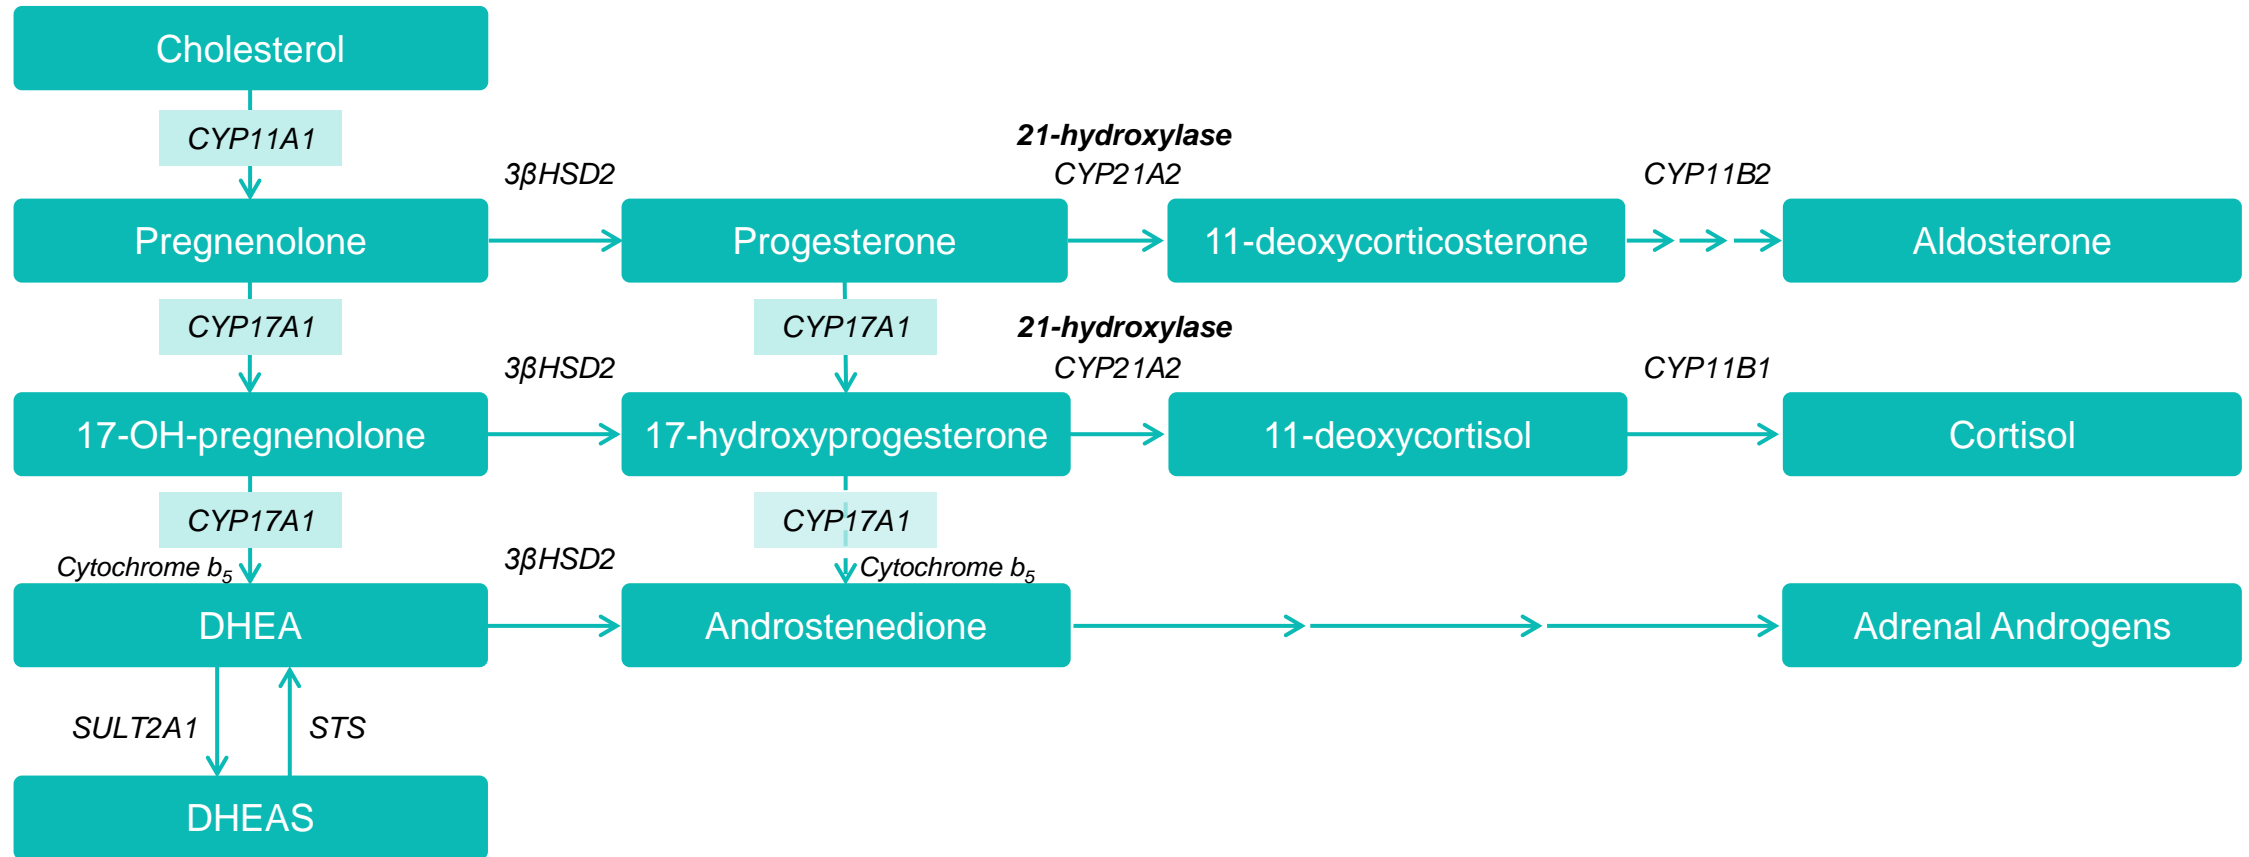 Cholesterol
CYP11A1
21-hydroxylase
3βHSD2
CYP21A2
CYP11B2
Pregnenolone
Progesterone
11-deoxycorticosterone
Aldosterone
CYP17A1
CYP17A1
21-hydroxylase
3βHSD2
CYP21A2
CYP11B1
17-OH-pregnenolone
17-hydroxyprogesterone
11-deoxycortisol
Cortisol
CYP17A1
CYP17A1
3βHSD2
Cytochrome b₅
Cytochrome b₅
DHEA
Androstenedione
Adrenal Androgens
SULT2A1
STS
DHEAS